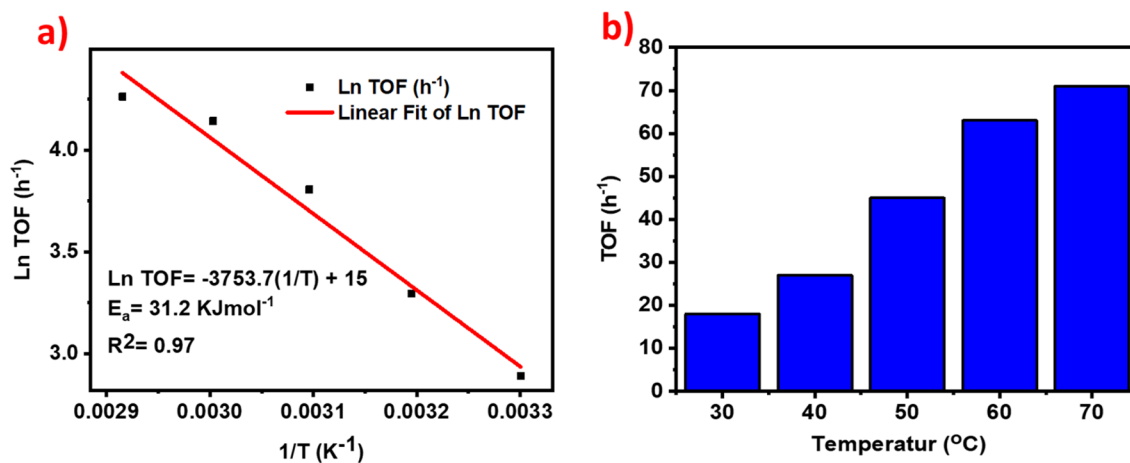 a)
Ln TOF (h⁻¹)
Linear Fit of Ln TOF
4.0
3.5
3.0
Ln TOF (h⁻¹)
Ln TOF= -3753.7(1/T) + 15
Eₐ= 31.2 KJmol⁻¹
R²= 0.97
0.0029 0.0030 0.0031 0.0032 0.0033
1/T (K⁻¹)
b)
80
70
60
50
40
30
20
10
0
TOF (h⁻¹)
30 40 50 60 70
Temperatur (ᴼC)